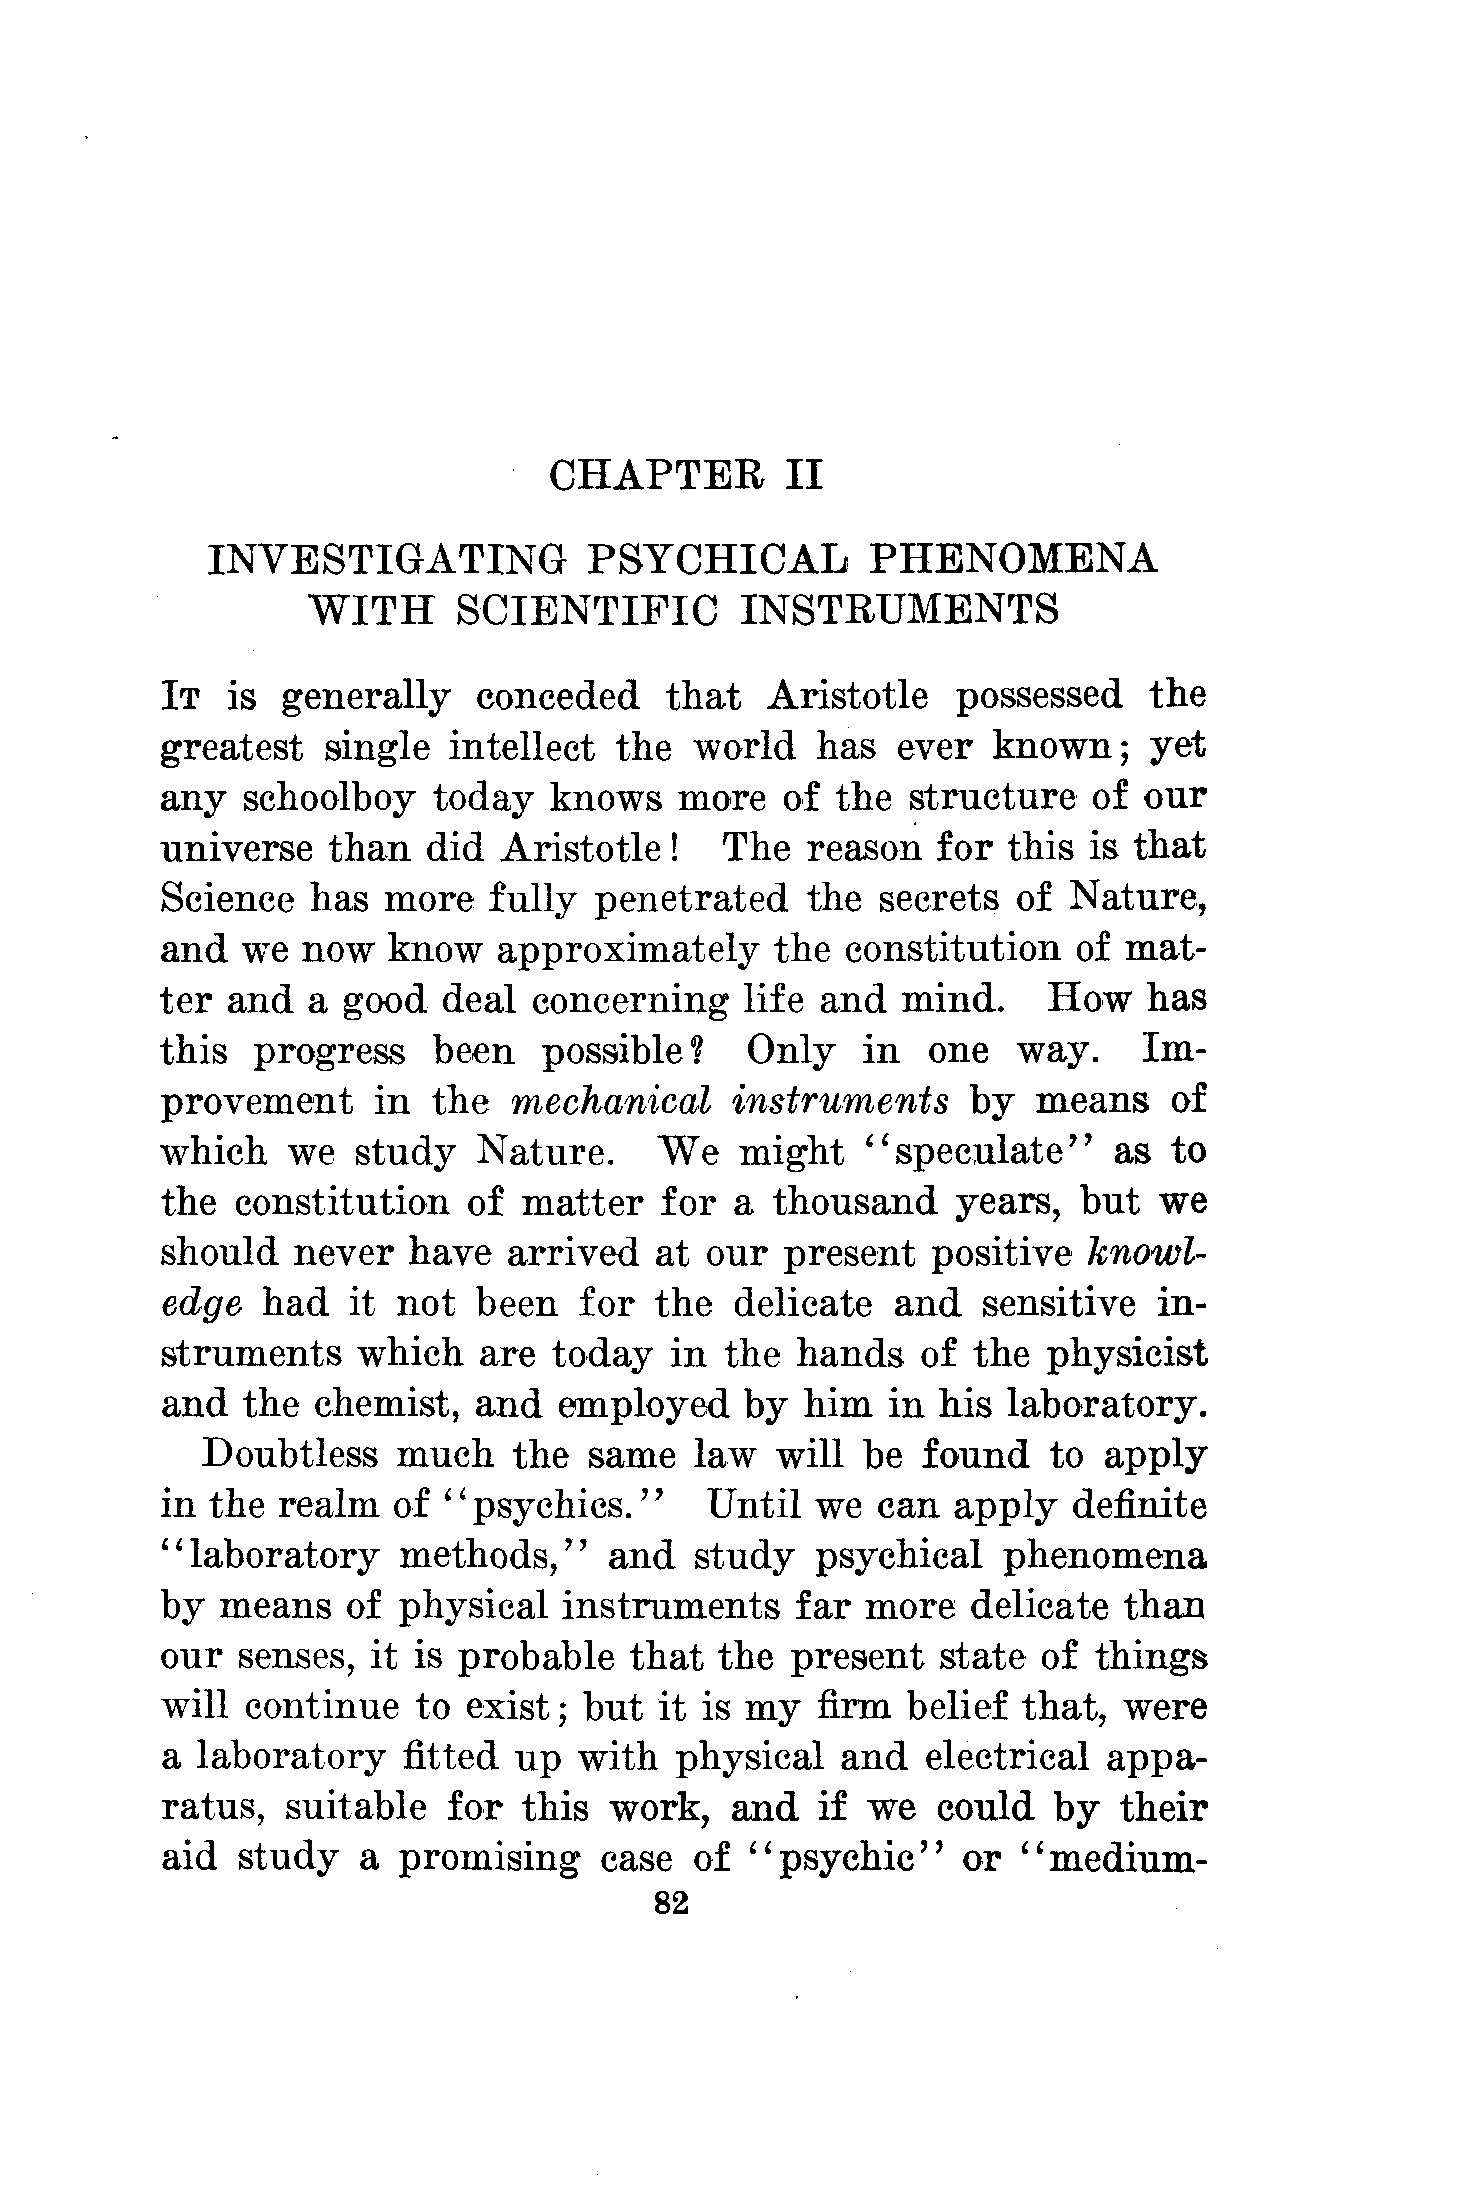 CHAPTER II
INVESTIGATING PSYCHICAL PHENOMENA
WITH SCIENTIFIC INSTRUMENTS
IT is generally conceded that Aristotle possessed the
greatest single intellect the world has ever known; yet
any schoolboy today knows more of the structure of our
universe than did Aristotle! The reason for this is that
Science has more fully penetrated the secrets of Nature,
and we now know approximately the constitution of mat-
ter and a good deal concerning life and mind. How has
this progress been possible? Only in one way. Im-
provement in the mechanical instruments by means of
which we study Nature. We might "speculate" as to
the constitution of matter for a thousand years, but we
should never have arrived at our present positive knowl-
edge had it not been for the delicate and sensitive in-
struments which are today in the hands of the physicist
and the chemist, and employed by him in his laboratory.
Doubtless much the same law will be found to apply
in the realm of "psychics." Until we can apply definite
"laboratory methods," and study psychical phenomena
by means of physical instruments far more delicate than
our senses, it is probable that the present state of things
will continue to exist; but it is my firm belief that, were
a laboratory fitted up with physical and electrical appa-
ratus, suitable for this work, and if we could by their
aid study a promising case of "psychic" or "medium-
82